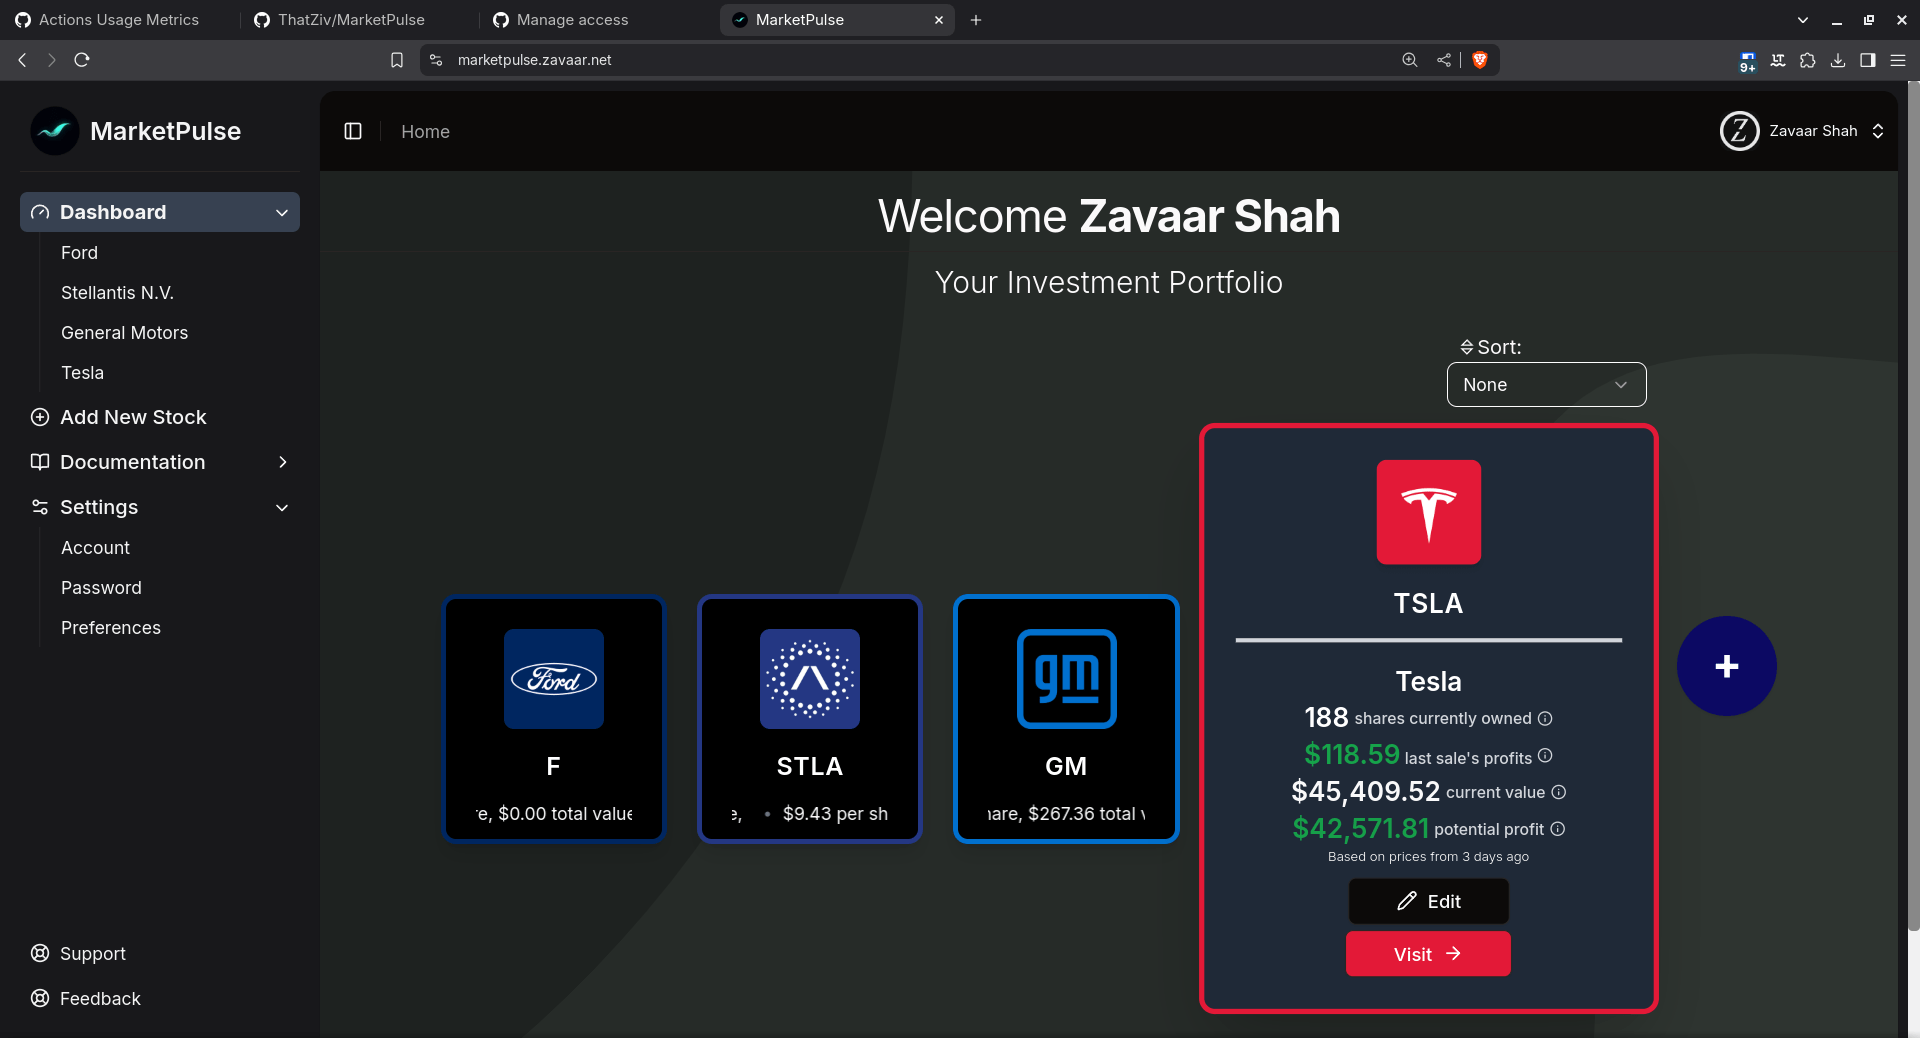 Actions Usage Metrics
ThatZiv/MarketPulse
Manage access
MarketPulse
marketpulse.zavaar.net
9+
MarketPulse
Home
Z
Zavaar Shah
Dashboard
Ford
Stellantis N.V.
General Motors
Tesla
Add New Stock
Documentation
Settings
Account
Password
Preferences
Support
Feedback
Welcome Zavaar Shah
Your Investment Portfolio
Sort:
None
Ford
F
e, $0.00 total value
STLA
e, • $9.43 per sh
gm
GM
are, $267.36 total
TSLA
Tesla
188 shares currently owned
$118.59 last sale's profits
$45,409.52 current value
$42,571.81 potential profit
Based on prices from 3 days ago
Edit
Visit →
+